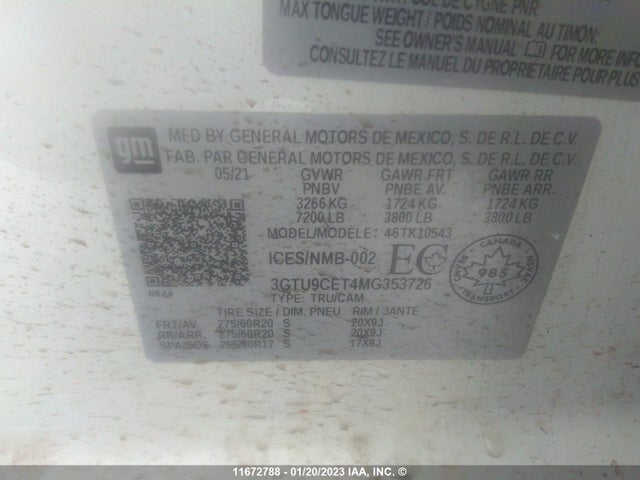 MAX TONGUE WEIGHT / POIDS NOMINAL AU TIMON:
SEE OWNER'S MANUAL FOR MORE INFO
CONSULTEZ LE MANUEL DU PROPRIÉTAIRE POUR PLUS
gm
MFD BY GENERAL MOTORS DE MEXICO, S. DE R.L. DE C.V.
FAB. PAR GENERAL MOTORS DE MEXICO, S. DE R.L. DE C.V.
05/21 GVWR GAWR FRT GAWR RR
PNBV PNBE AV. PNBE ARR.
3266 KG 1724 KG 1724 KG
7200 LB 3800 LB 3800 LB
MODEL/MODÈLE: 46TK10543
ICES/NMB-002 EC
CANADA 985
3GTU9CET4MG353726
TYPE: TRU/CAM
TIRE SIZE / DIM. PNEU RIM / JANTE
FRT/AV. 275/60R20 S 20X9J
RR/ARR. 275/60R20 S 20X9J
SPA/SOS 255/80R17 S 17X8J
11672788 - 01/20/2023 IAA, INC. ©